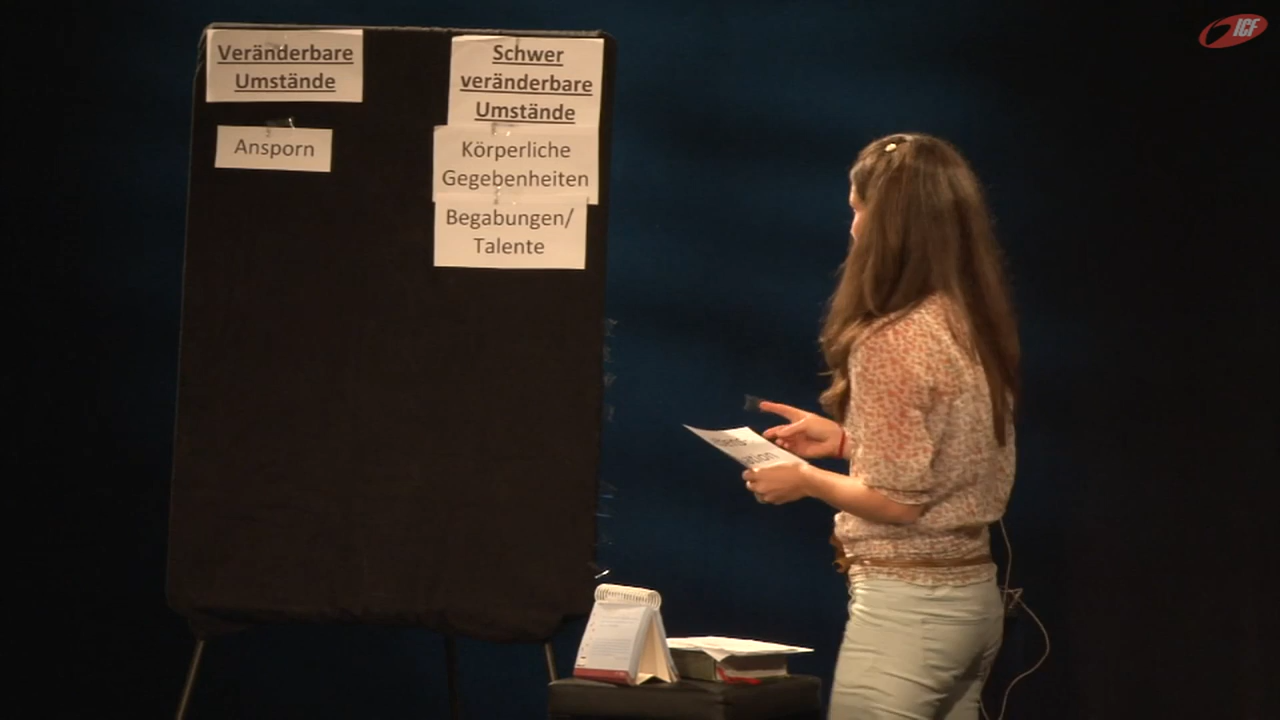 Veränderbare
Umstände
Ansporn
Schwer
veränderbare
Umstände
Körperliche
Gegebenheiten
Begabungen/
Talente
ICF